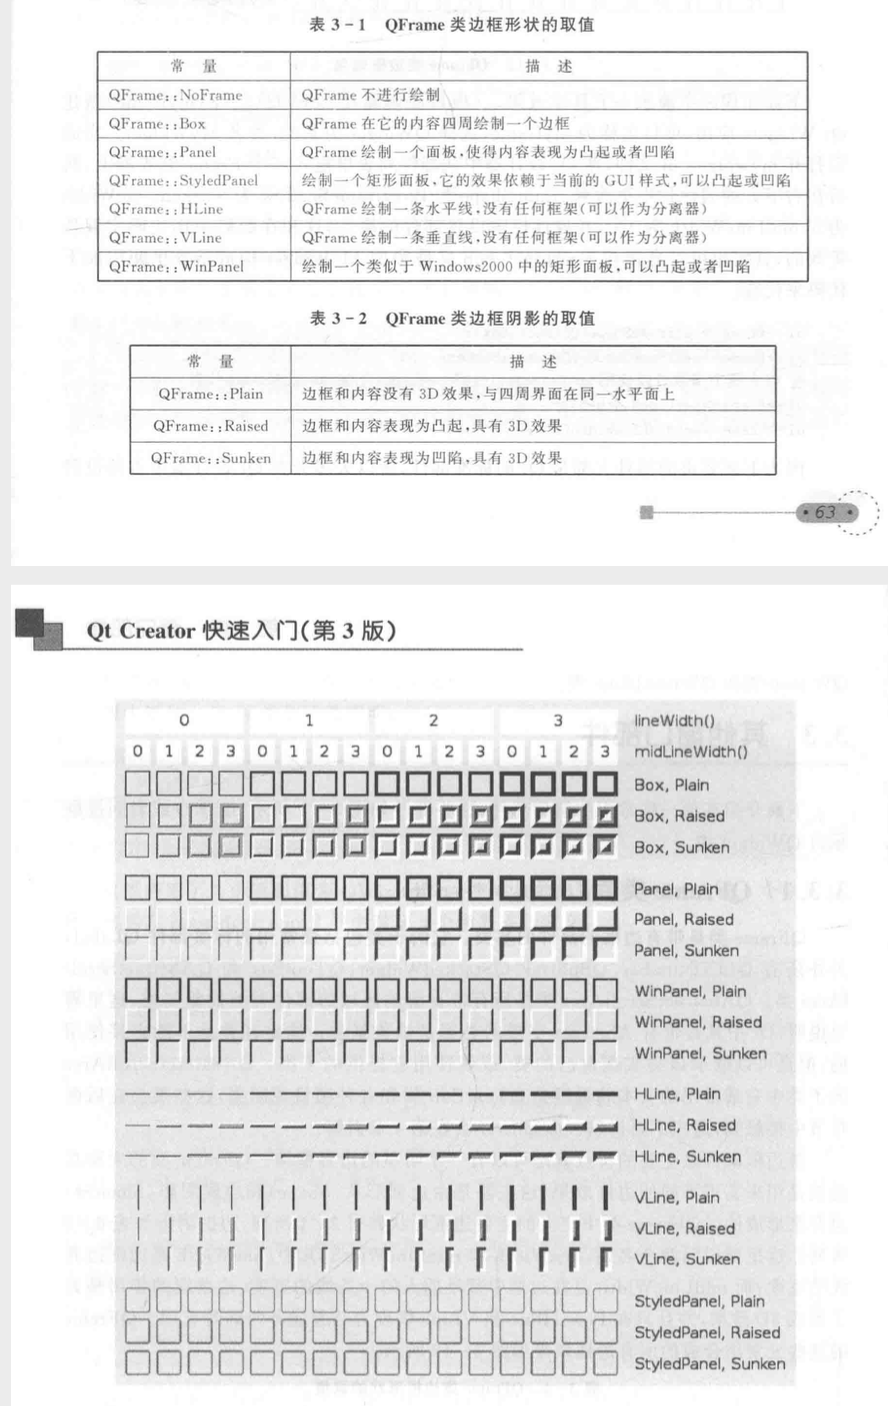 表 3-1 QFrame 类边框形状的取值
常 量 描 述
QFrame::NoFrame QFrame 不进行绘制
QFrame::Box QFrame 在它的内容四周绘制一个边框
QFrame::Panel QFrame 绘制一个面板,使得内容表现为凸起或者凹陷
QFrame::StyledPanel 绘制一个矩形面板,它的效果依赖于当前的 GUI 样式,可以凸起或凹陷
QFrame::HLine QFrame 绘制一条水平线,没有任何框架(可以作为分离器)
QFrame::VLine QFrame 绘制一条垂直线,没有任何框架(可以作为分离器)
QFrame::WinPanel 绘制一个类似于 Windows2000 中的矩形面板,可以凸起或者凹陷
表 3-2 QFrame 类边框阴影的取值
常 量 描 述
QFrame::Plain 边框和内容没有 3D 效果,与四周界面在同一水平面上
QFrame::Raised 边框和内容表现为凸起,具有 3D 效果
QFrame::Sunken 边框和内容表现为凹陷,具有 3D 效果
63
Qt Creator 快速入门(第 3 版)
0 1 2 3 lineWidth()
0 1 2 3 0 1 2 3 0 1 2 3 0 1 2 3 midLineWidth()
Box, Plain
Box, Raised
Box, Sunken
Panel, Plain
Panel, Raised
Panel, Sunken
WinPanel, Plain
WinPanel, Raised
WinPanel, Sunken
HLine, Plain
HLine, Raised
HLine, Sunken
VLine, Plain
VLine, Raised
VLine, Sunken
StyledPanel, Plain
StyledPanel, Raised
StyledPanel, Sunken